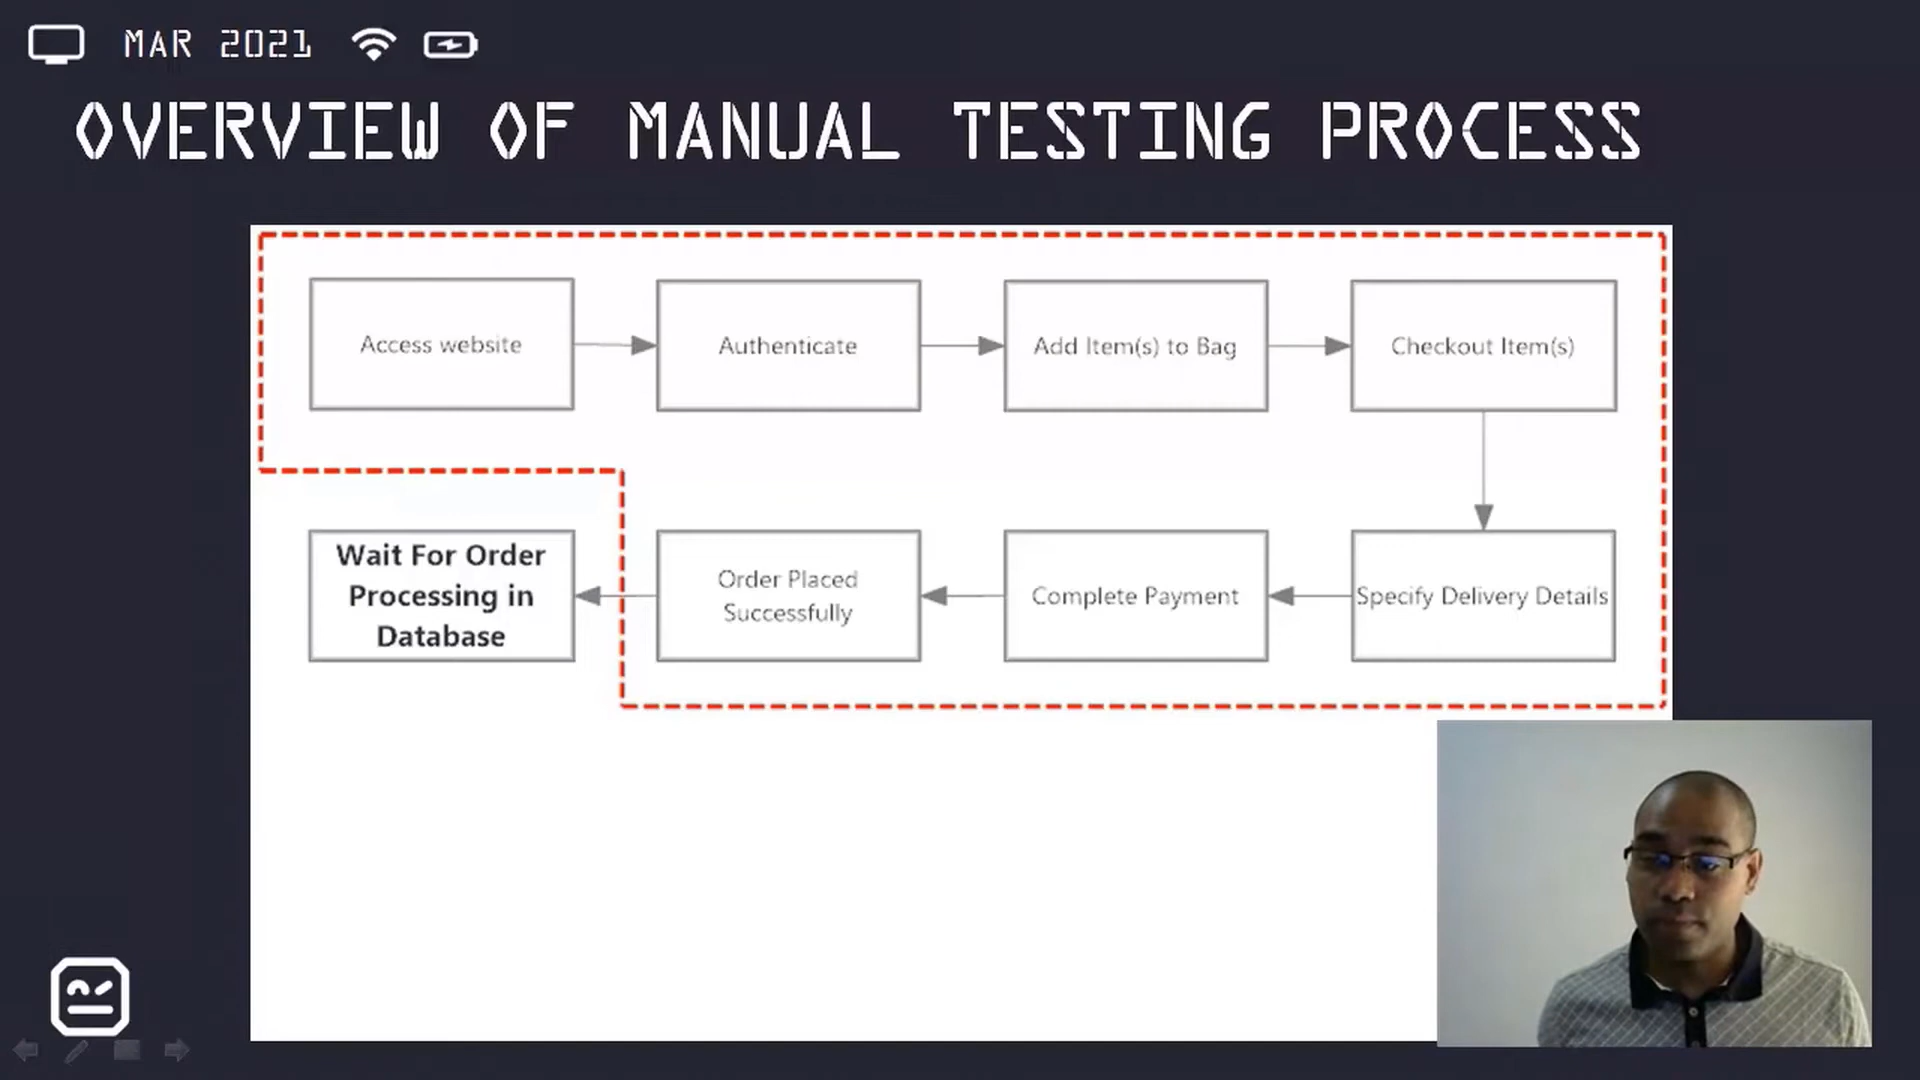 MAR 2021
OVERVIEW OF MANUAL TESTING PROCESS
Access website
Authenticate
Add Item(s) to Bag
Checkout Item(s)
Wait For Order
Processing in
Database
Order Placed
Successfully
Complete Payment
Specify Delivery Details